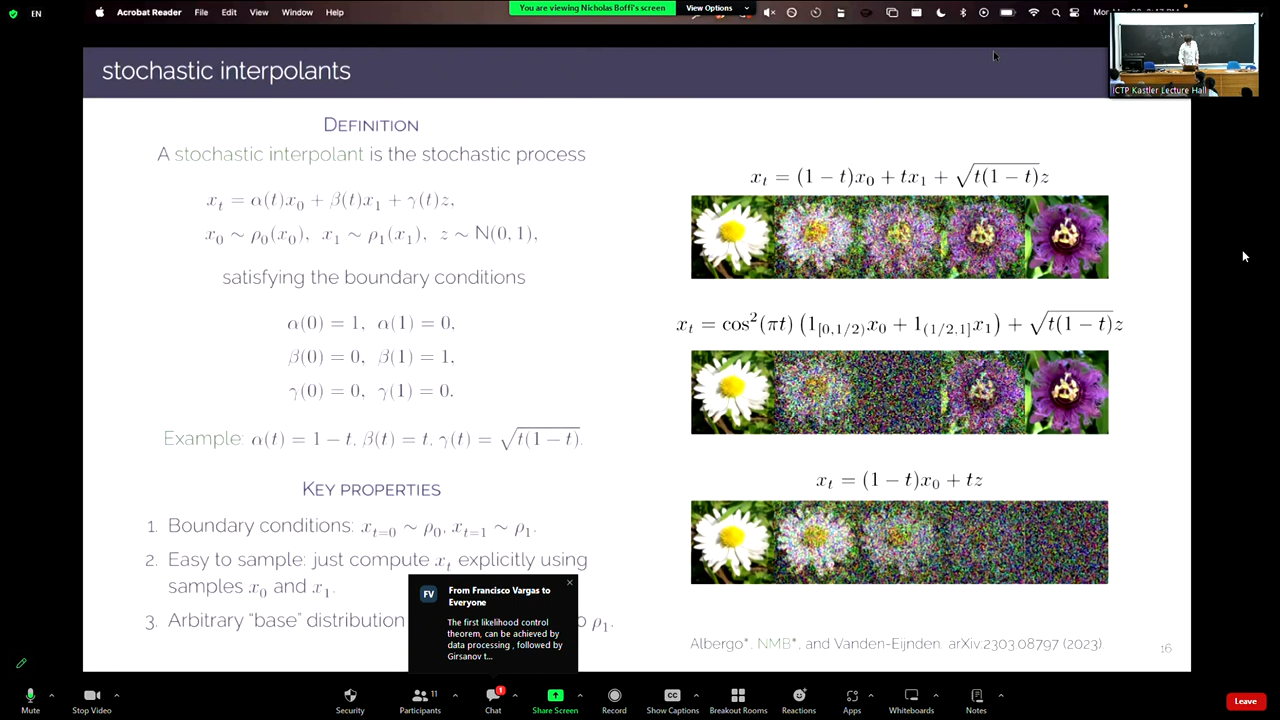 EN
Acrobat Reader File Edit View Window Help
You are viewing Nicholas Boffi's screen View Options
stochastic interpolants
ICTP Kastler Lecture Hall
DEFINITION
A stochastic interpolant is the stochastic process
x_t = α(t)x_0 + β(t)x_1 + γ(t)z,
x_0 ∼ ρ_0(x_0), x_1 ∼ ρ_1(x_1), z ∼ N(0, 1),
satisfying the boundary conditions
α(0) = 1, α(1) = 0,
β(0) = 0, β(1) = 1,
γ(0) = 0, γ(1) = 0.
Example: α(t) = 1 − t, β(t) = t, γ(t) = √(t(1 − t)).
KEY PROPERTIES
1. Boundary conditions: x_{t=0} ∼ ρ_0, x_{t=1} ∼ ρ_1.
2. Easy to sample: just compute x_t explicitly using
samples x_0 and x_1.
3. Arbitrary “base” distribution
ρ_1.
x_t = (1 − t)x_0 + tx_1 + √(t(1 − t))z
x_t = cos²(πt) (1_{[0,1/2)}x_0 + 1_{(1/2,1]}x_1) + √(t(1 − t))z
x_t = (1 − t)x_0 + tz
Albergo*, NMB*, and Vanden-Eijnden. arXiv:2303.08797 (2023).
16
FV
From Francisco Vargas to
Everyone
The first likelihood control
theorem, can be achieved by
data processing , followed by
Girsanov t...
Mute Stop Video Security Participants 11 Chat 1 Share Screen Record Show Captions Breakout Rooms Reactions Apps Whiteboards Notes Leave